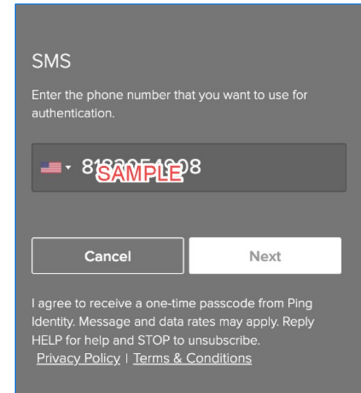 SMS
Enter the phone number that you want to use for
authentication.
SAMPLE
Cancel Next
I agree to receive a one-time passcode from Ping
Identity. Message and data rates may apply. Reply
HELP for help and STOP to unsubscribe.
Privacy Policy | Terms & Conditions